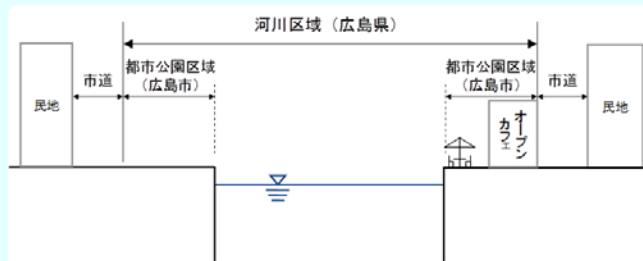 河川区域（広島県）
市道
都市公園区域
（広島市）
都市公園区域
（広島市）
市道
民地
オープン
カフェ
民地